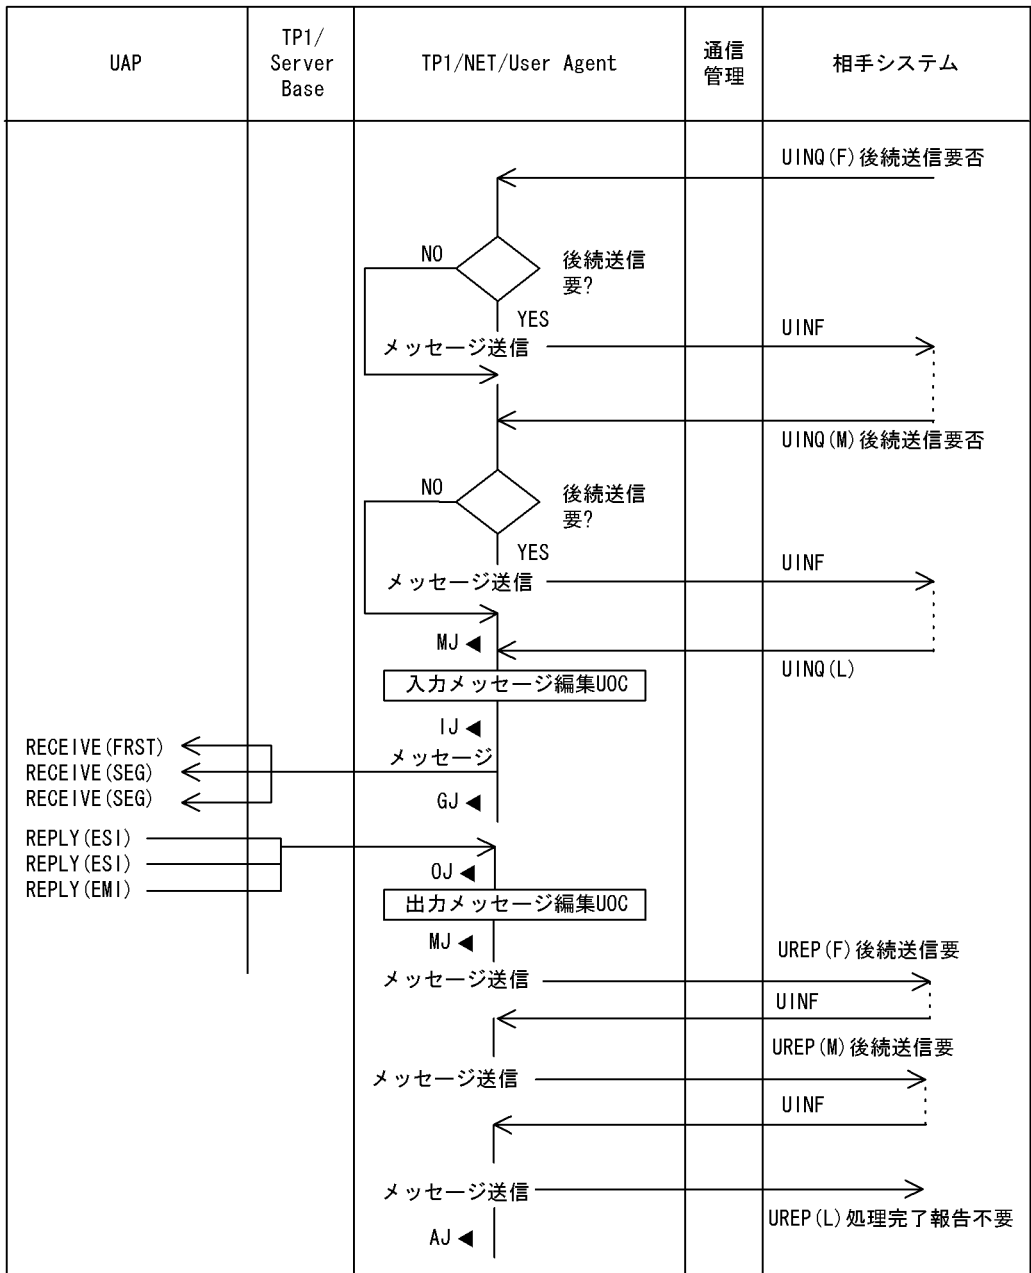 UAP
TP1/
Server
Base
TP1/NET/User Agent
通信
管理
相手システム
UINQ(F)後続送信要否
NO
後続送信
要?
YES
UINF
メッセージ送信
UINQ(M)後続送信要否
NO
後続送信
要?
YES
UINF
メッセージ送信
MJ
UINQ(L)
入力メッセージ編集UOC
IJ
RECEIVE(FRST)
メッセージ
RECEIVE(SEG)
RECEIVE(SEG)
GJ
REPLY(ESI)
REPLY(ESI)
OJ
REPLY(EMI)
出力メッセージ編集UOC
MJ
UREP(F)後続送信要
メッセージ送信
UINF
UREP(M)後続送信要
メッセージ送信
UINF
メッセージ送信
UREP(L)処理完了報告不要
AJ